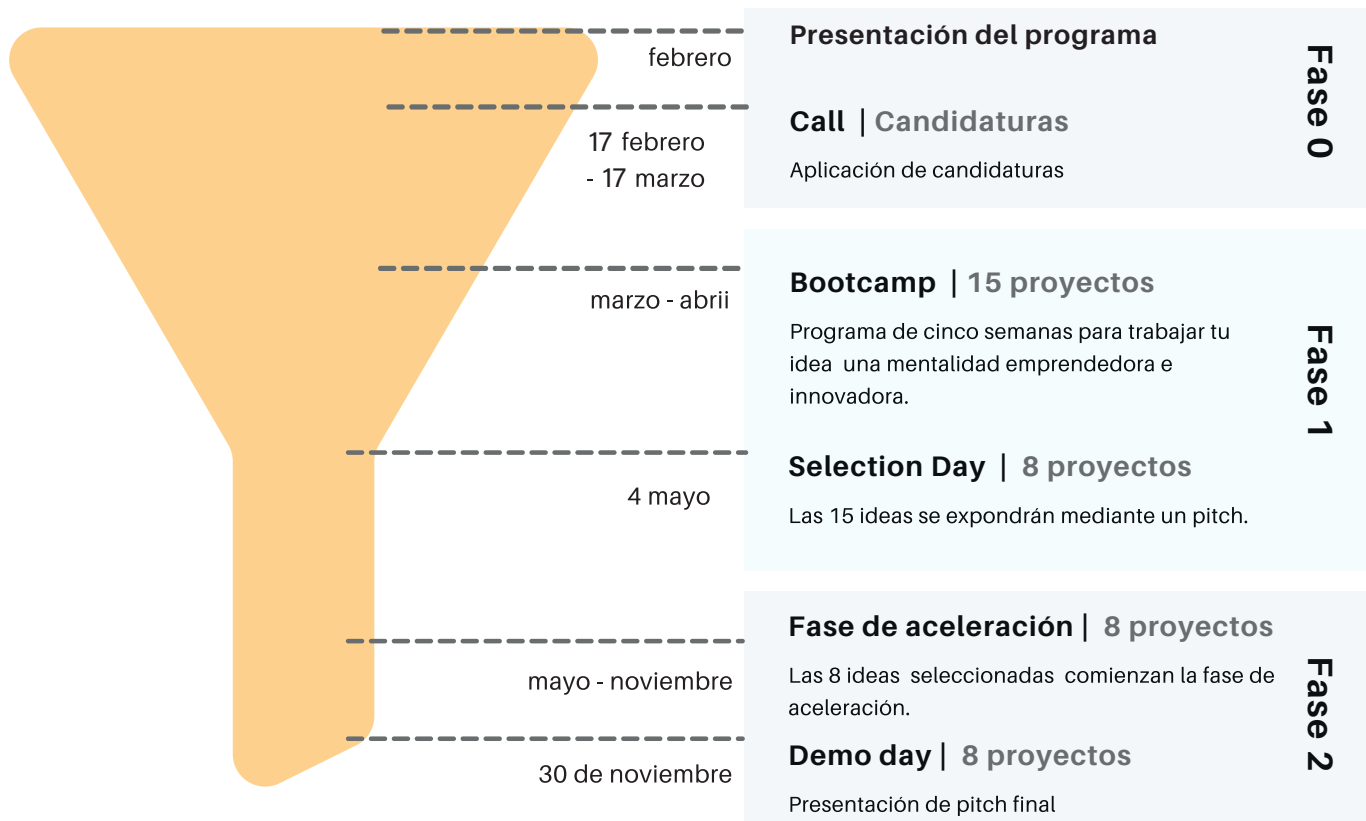 febrero
Presentación del programa
17 febrero
- 17 marzo
Call | Candidaturas
Aplicación de candidaturas
Fase 0
marzo - abrii
Bootcamp | 15 proyectos
Programa de cinco semanas para trabajar tu
idea una mentalidad emprendedora e
innovadora.
4 mayo
Selection Day | 8 proyectos
Las 15 ideas se expondrán mediante un pitch.
Fase 1
mayo - noviembre
Fase de aceleración | 8 proyectos
Las 8 ideas seleccionadas comienzan la fase de
aceleración.
30 de noviembre
Demo day | 8 proyectos
Presentación de pitch final
Fase 2